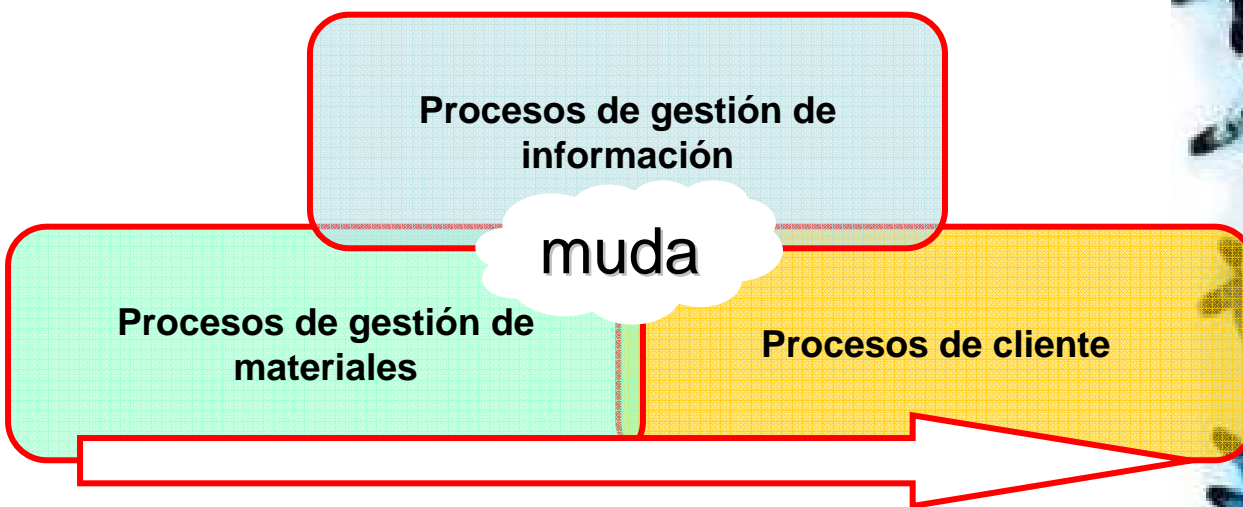 Procesos de gestión de
información
muda
Procesos de gestión de
materiales
Procesos de cliente